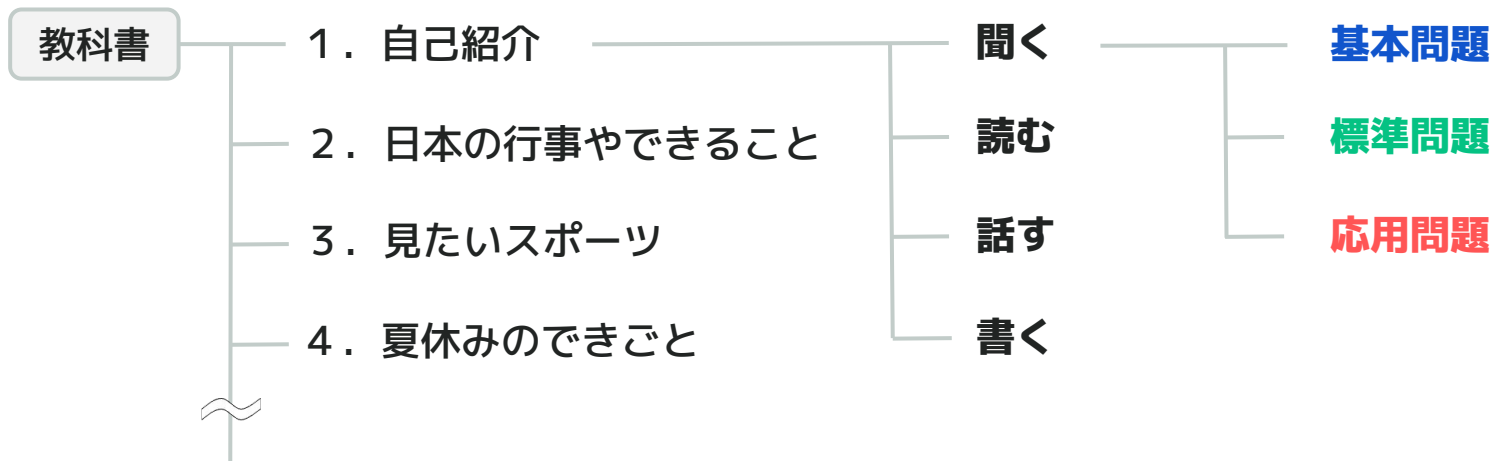 教科書
1．自己紹介
2．日本の行事やできること
3．見たいスポーツ
4．夏休みのできごと
聞く
読む
話す
書く
基本問題
標準問題
応用問題